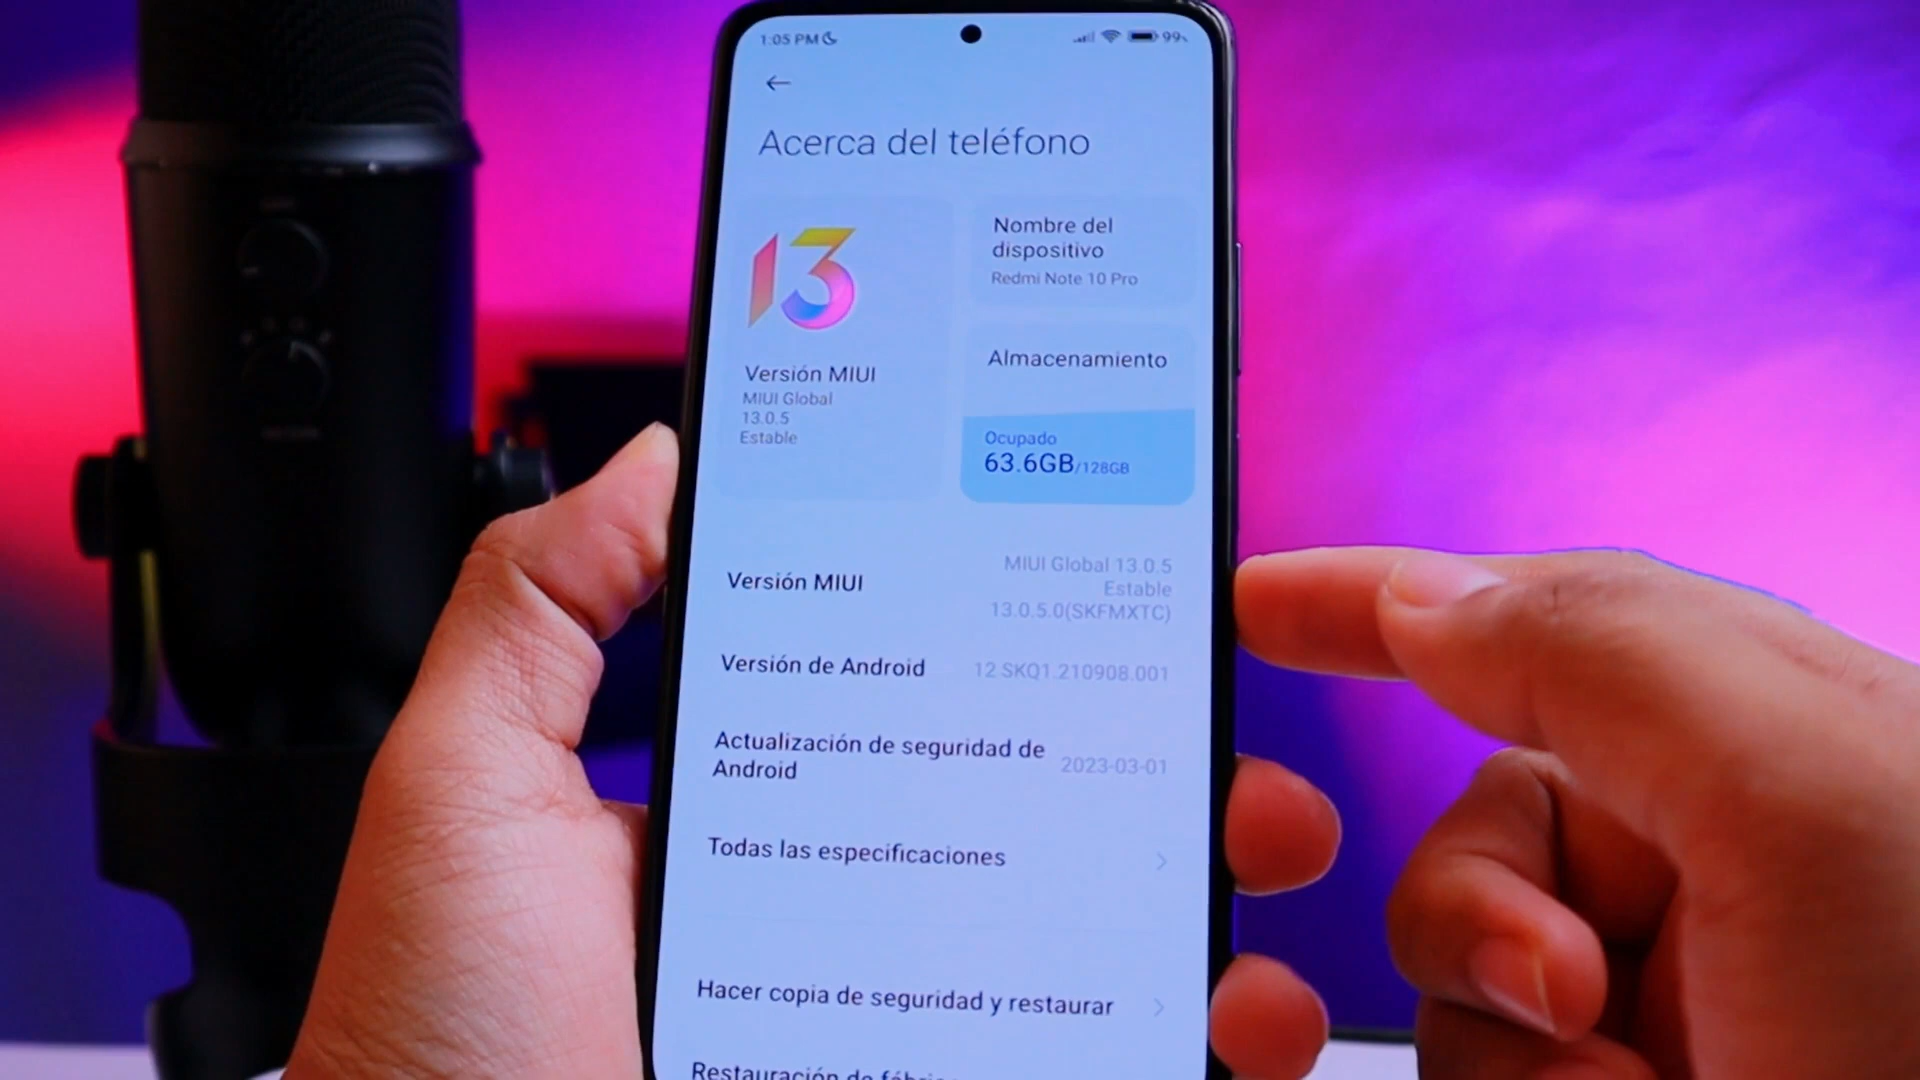 1:05 PM
99
Acerca del teléfono
13
Versión MIUI
MIUI Global
13.0.5
Estable
Nombre del
dispositivo
Redmi Note 10 Pro
Almacenamiento
Ocupado
63.6GB/128GB
Versión MIUI
MIUI Global 13.0.5
Estable
13.0.5.0(SKFMXTC)
Versión de Android
12 SKQ1.210908.001
Actualización de seguridad de
Android
2023-03-01
Todas las especificaciones
Hacer copia de seguridad y restaurar
Restauración de